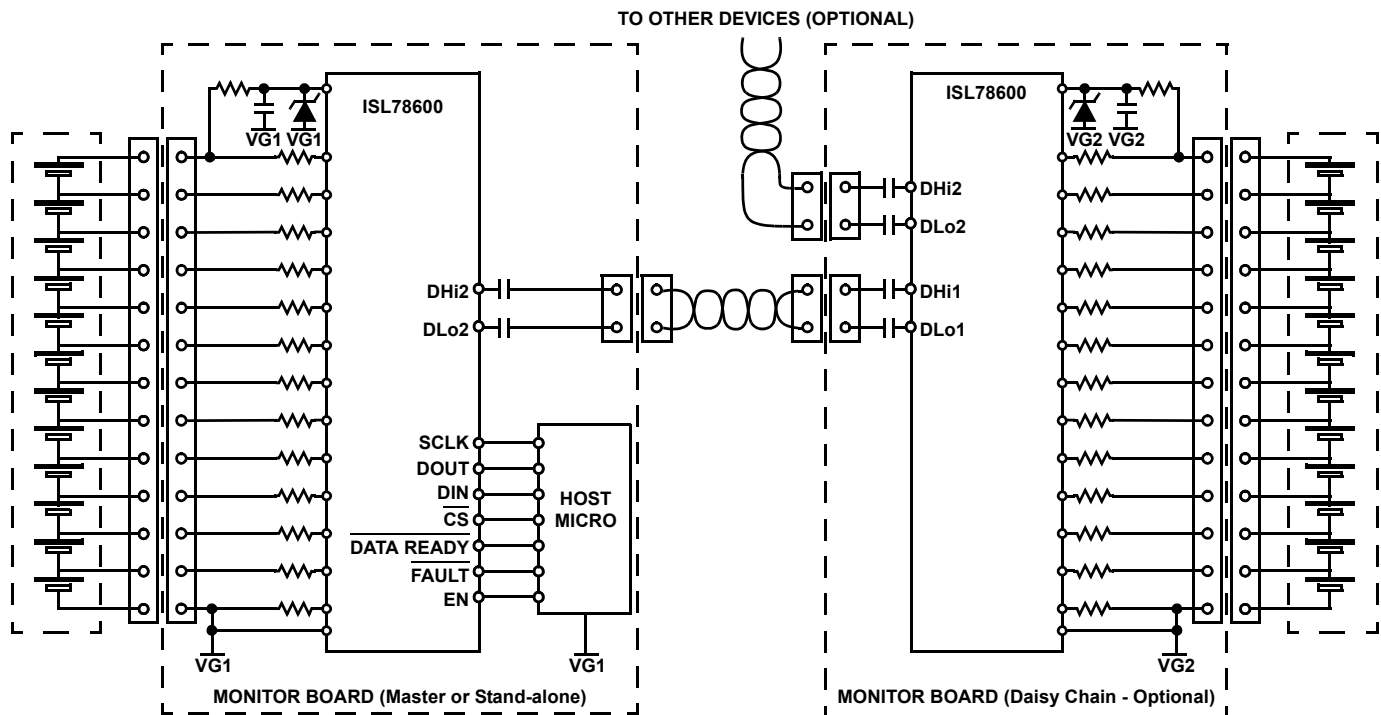 TO OTHER DEVICES (OPTIONAL)
ISL78600
VG1 VG1
DHi2
DLo2
SCLK
DOUT
DIN
CS
DATA READY
FAULT
EN
HOST
MICRO
VG1
VG1
MONITOR BOARD (Master or Stand-alone)
ISL78600
VG2 VG2
DHi2
DLo2
DHi1
DLo1
VG2
MONITOR BOARD (Daisy Chain - Optional)